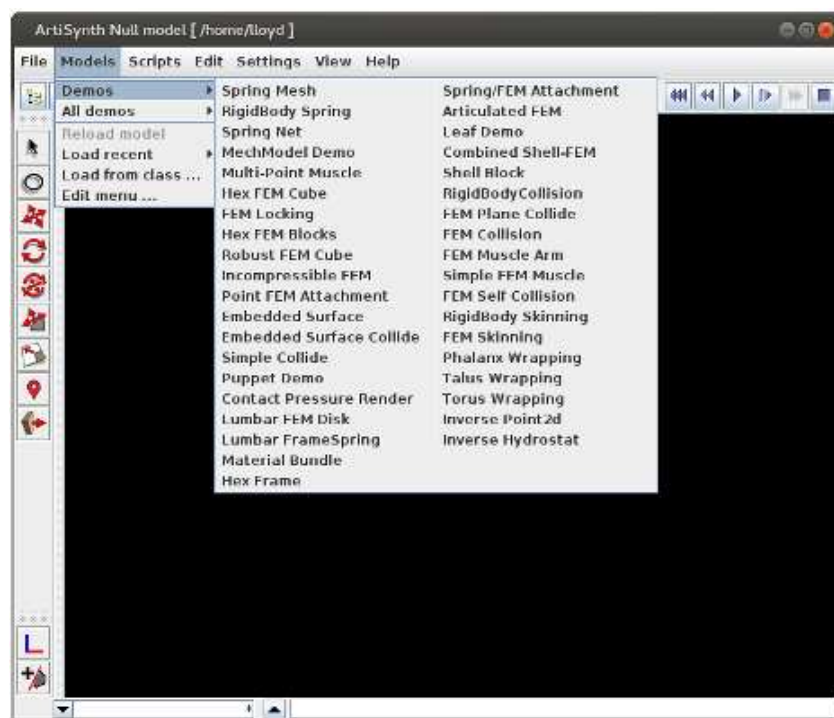 ArtiSynth Null model [ /home/lloyd ]
File Models Scripts Edit Settings View Help
Demos
All demos
Reload model
Load recent
Load from class ...
Edit menu ...
Spring Mesh
RigidBody Spring
Spring Net
MechModel Demo
Multi-Point Muscle
Hex FEM Cube
FEM Locking
Hex FEM Blocks
Robust FEM Cube
Incompressible FEM
Point FEM Attachment
Embedded Surface
Embedded Surface Collide
Simple Collide
Puppet Demo
Contact Pressure Render
Lumbar FEM Disk
Lumbar FrameSpring
Material Bundle
Hex Frame
Spring/FEM Attachment
Articulated FEM
Leaf Demo
Combined Shell-FEM
Shell Block
RigidBodyCollision
FEM Plane Collide
FEM Collision
FEM Muscle Arm
Simple FEM Muscle
FEM Self Collision
RigidBody Skinning
FEM Skinning
Phalanx Wrapping
Talus Wrapping
Torus Wrapping
Inverse Point2d
Inverse Hydrostat